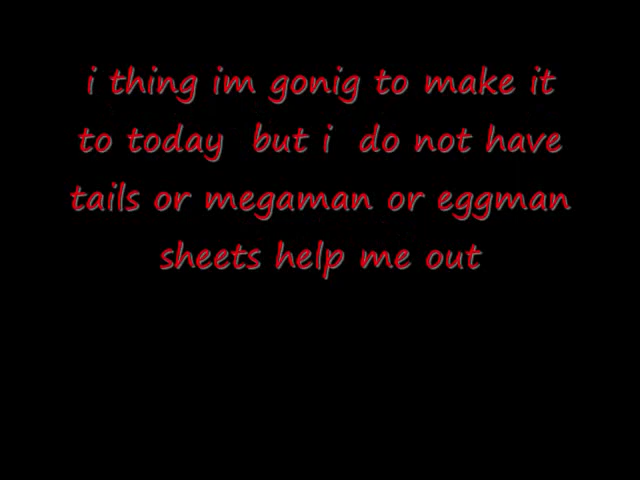 i thing im gonig to make it
to today but i do not have
tails or megaman or eggman
sheets help me out